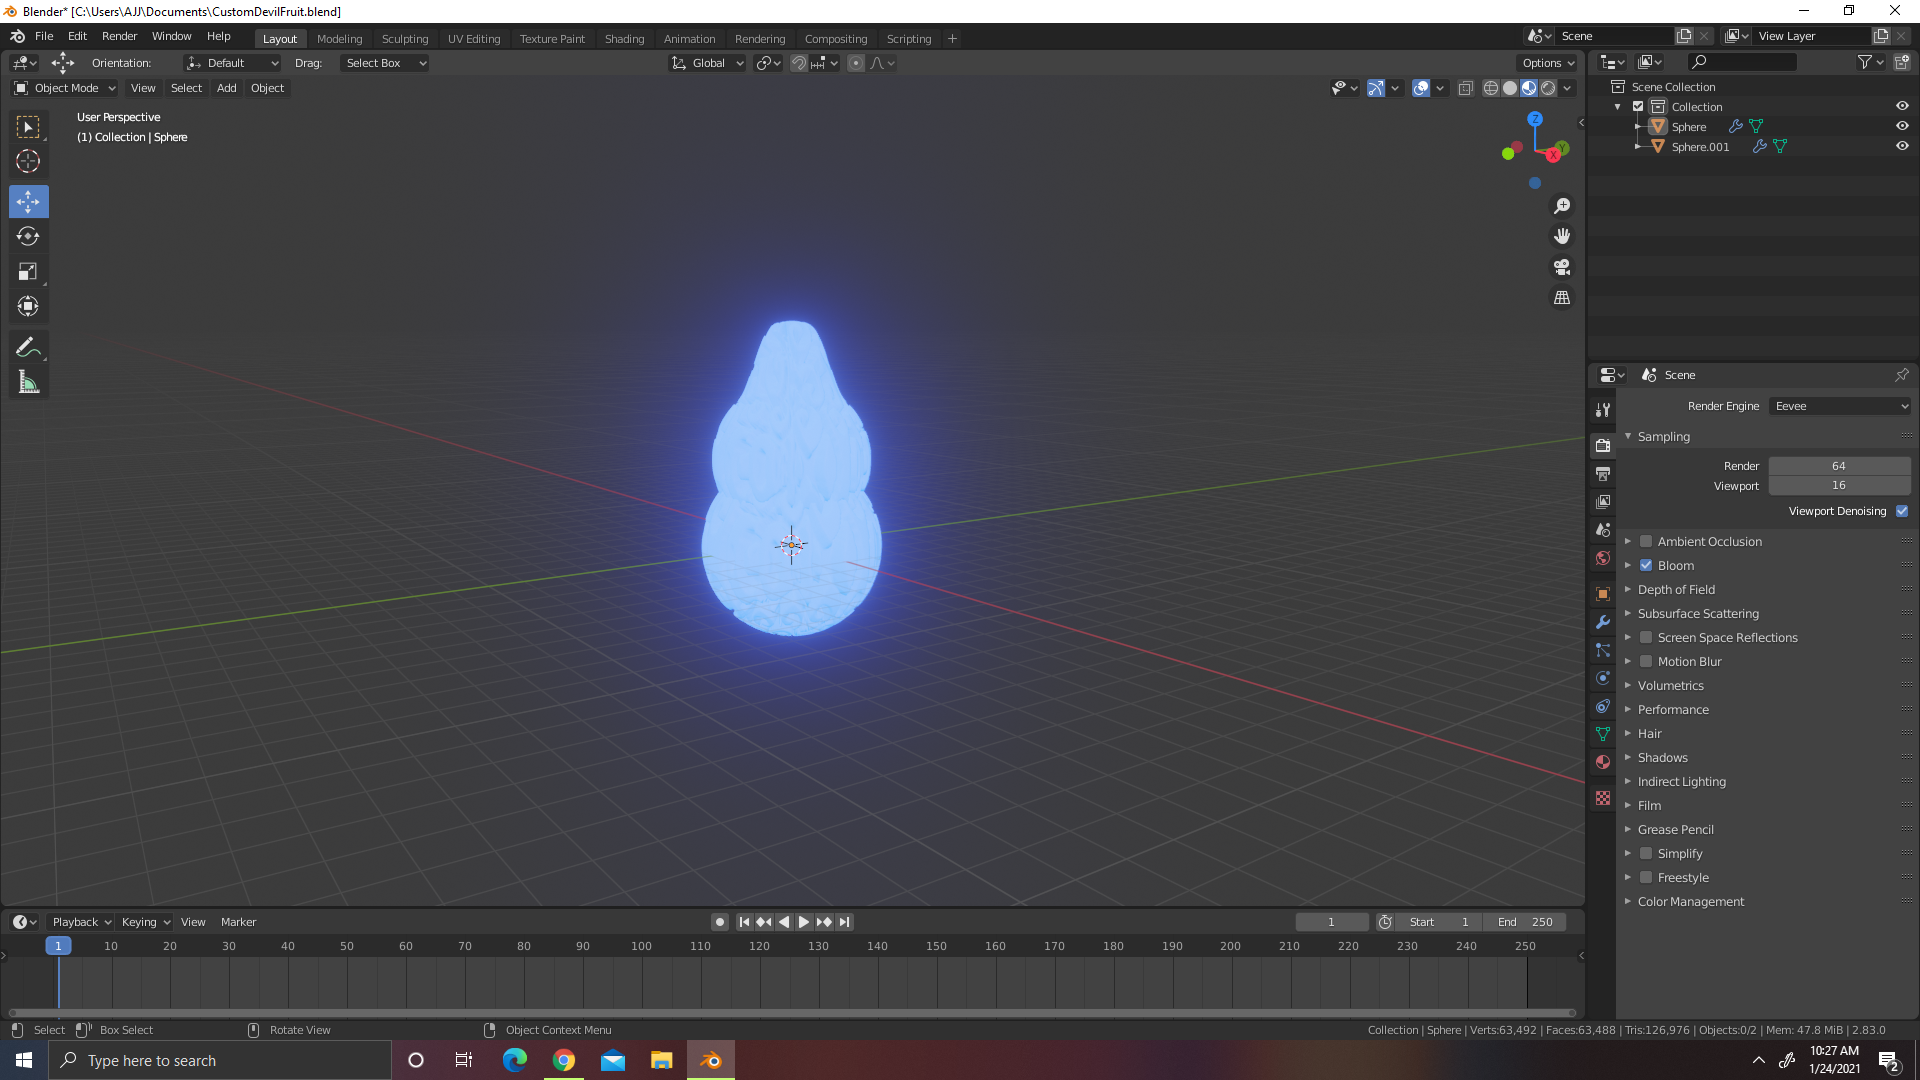 Blender* [C:\Users\AJJ\Documents\CustomDevilFruit.blend]
File Edit Render Window Help Layout Modeling Sculpting UV Editing Texture Paint Shading Animation Rendering Compositing Scripting + Scene View Layer
Orientation: Default Drag: Select Box Global Options
Object Mode View Select Add Object
User Perspective
(1) Collection | Sphere
Z
Y
X
Scene Collection
Collection
Sphere
Sphere.001
Scene
Render Engine Eevee
Sampling
Render 64
Viewport 16
Viewport Denoising
Ambient Occlusion
Bloom
Depth of Field
Subsurface Scattering
Screen Space Reflections
Motion Blur
Volumetrics
Performance
Hair
Shadows
Indirect Lighting
Film
Grease Pencil
Simplify
Freestyle
Color Management
Playback Keying View Marker 1 Start 1 End 250
1 10 20 30 40 50 60 70 80 90 100 110 120 130 140 150 160 170 180 190 200 210 220 230 240 250
Select Box Select Rotate View Object Context Menu Collection | Sphere | Verts:63,492 | Faces:63,488 | Tris:126,976 | Objects:0/2 | Mem: 47.8 MiB | 2.83.0
Type here to search
10:27 AM
1/24/2021
2